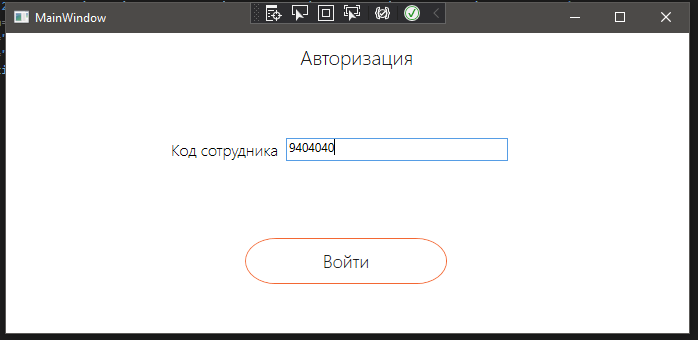 MainWindow
Авторизация
Код сотрудника 9404040
Войти